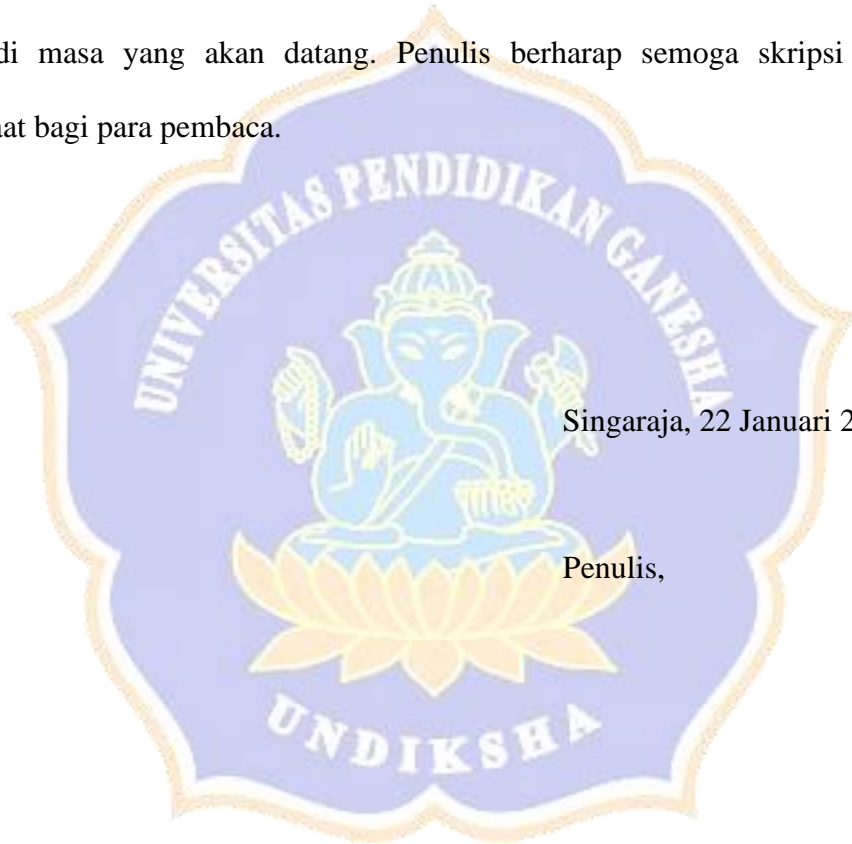 di masa yang akan datang. Penulis berharap semoga skripsi
at bagi para pembaca.
UNIVERSITAS PENDIDIKAN GANESHA
Singaraja, 22 Januari 2
Penulis,
UNDIKSHA